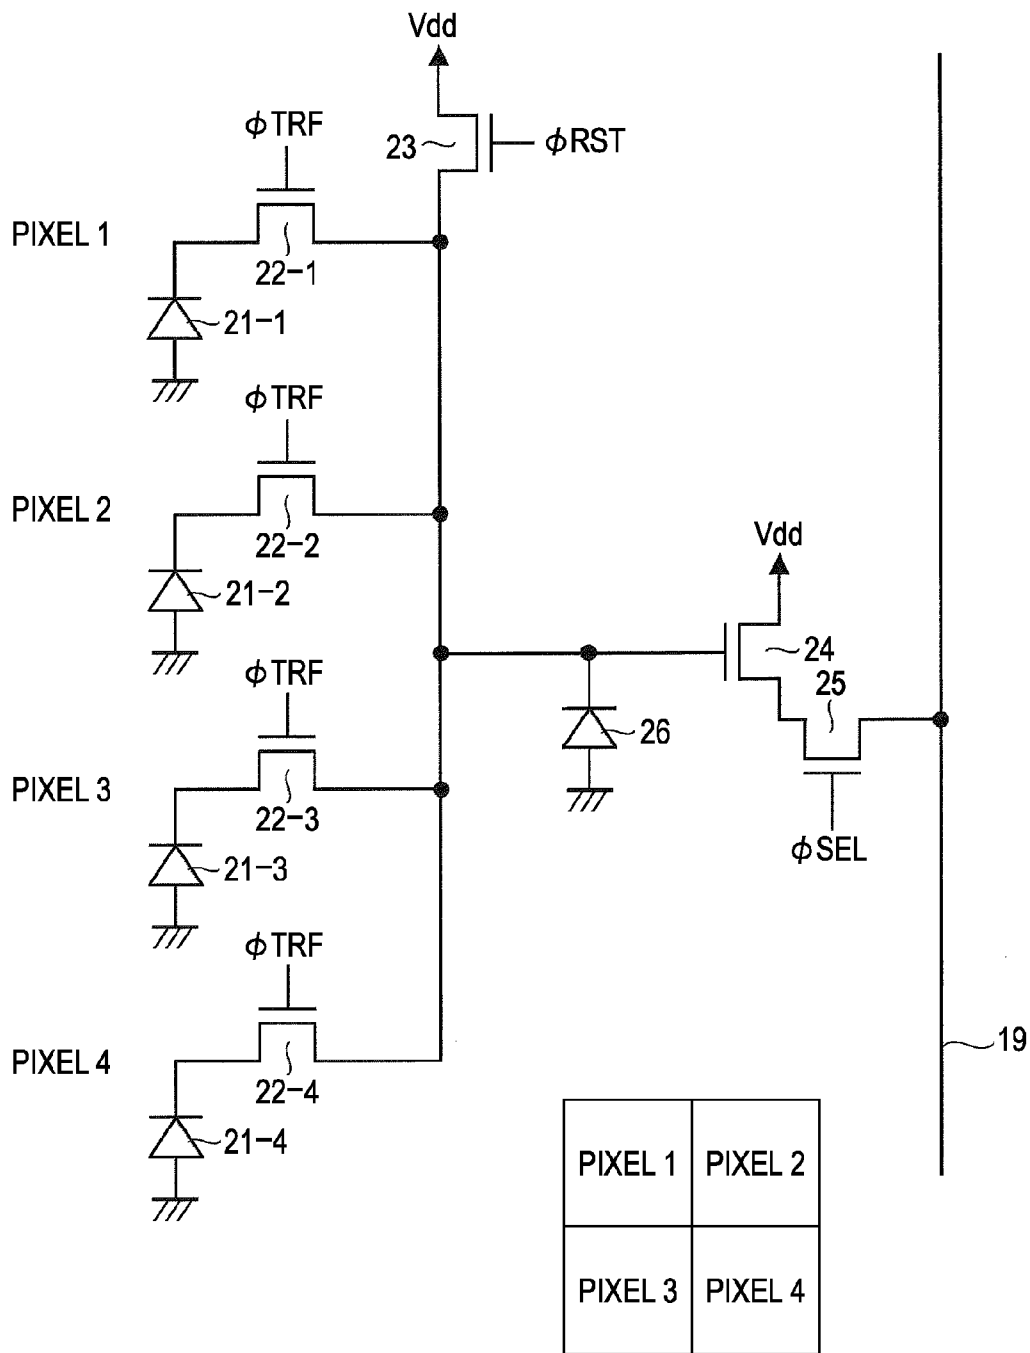 Vdd
φTRF
23
φRST
PIXEL 1
22-1
21-1
φTRF
PIXEL 2
22-2
Vdd
21-2
24
φTRF
25
26
PIXEL 3
22-3
φSEL
21-3
φTRF
19
PIXEL 4
22-4
21-4
PIXEL 1 PIXEL 2
PIXEL 3 PIXEL 4